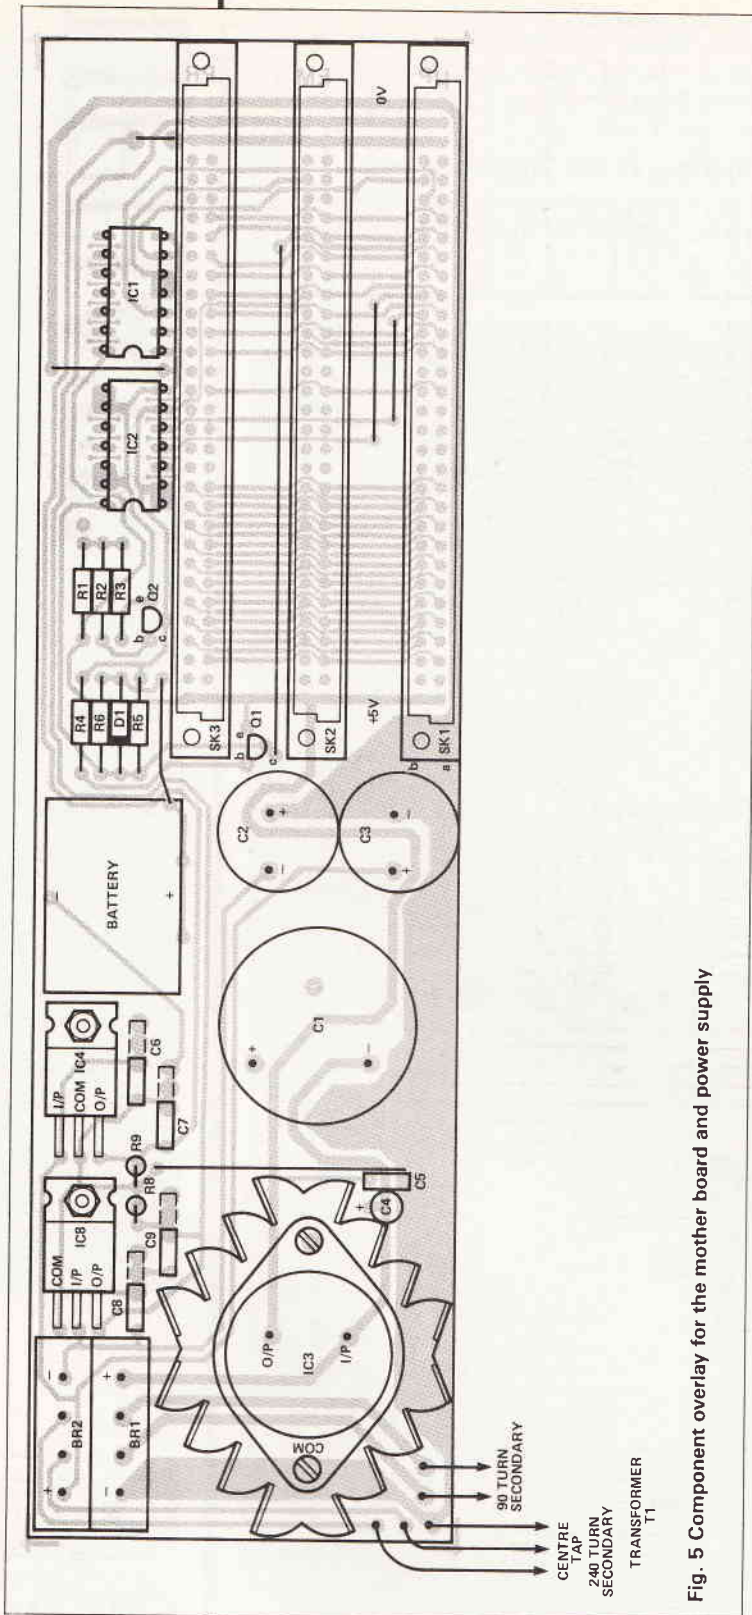 BR2
+
−
BR1
−
+
COM
I/P
O/P
IC8
I/P
COM
O/P
IC4
C8
C9
R8
R9
C7
C6
BATTERY
−
+
R4
R6
D1
R5
R1
R2
R3
b
e
c
Q2
IC2
IC1
O/P
IC3
I/P
COM
+
C4
C5
+
C1
−
C2
−
+
C3
+
−
b
e
c
Q1
SK3
SK2
SK1
b
a
+5V
0V
90 TURN
SECONDARY
CENTRE
TAP
240 TURN
SECONDARY
TRANSFORMER
T1
Fig. 5 Component overlay for the mother board and power supply